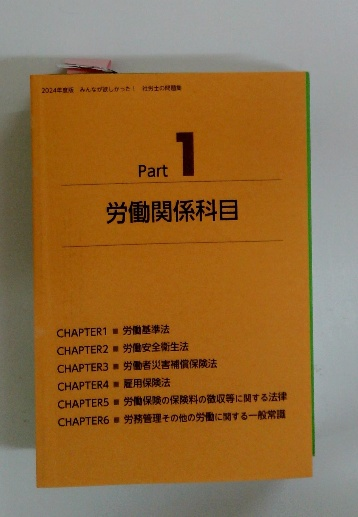 2024年度版 みんなが欲しかった! 社労士の問題集
Part 1
労働関係科目
CHAPTER1 ■ 労働基準法
CHAPTER2 ■ 労働安全衛生法
CHAPTER3 ■ 労働者災害補償保険法
CHAPTER4 ■ 雇用保険法
CHAPTER5 ■ 労働保険の保険料の徴収等に関する法律
CHAPTER6 ■ 労務管理その他の労働に関する一般常識